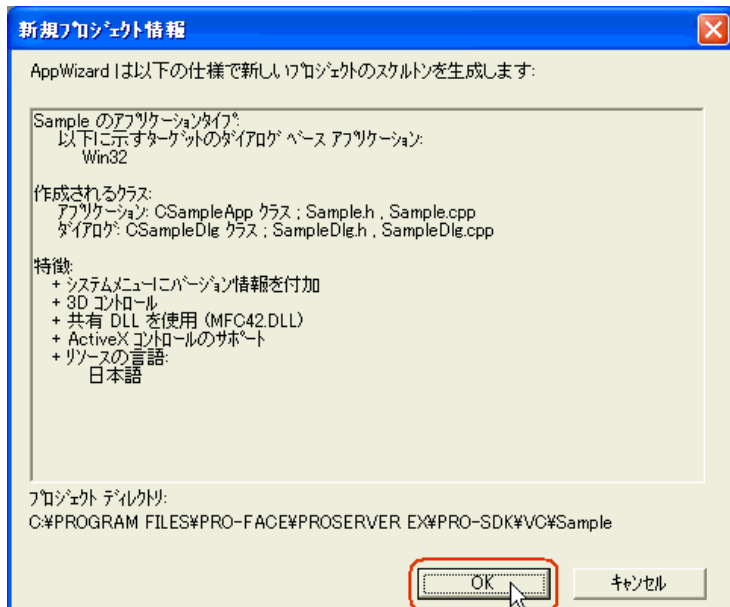 新規ﾌﾟﾛｼﾞｪｸﾄ情報
AppWizard は以下の仕様で新しいﾌﾟﾛｼﾞｪｸﾄのｽｹﾙﾄﾝを生成します:
Sample のｱﾌﾟﾘｹｰｼｮﾝﾀｲﾌﾟ:
以下に示すﾀｰｹﾞｯﾄのﾀﾞｲｱﾛｸﾞ ﾍﾞｰｽ ｱﾌﾟﾘｹｰｼｮﾝ:
Win32
作成されるｸﾗｽ:
ｱﾌﾟﾘｹｰｼｮﾝ: CSampleApp ｸﾗｽ ; Sample.h , Sample.cpp
ﾀﾞｲｱﾛｸﾞ: CSampleDlg ｸﾗｽ ; SampleDlg.h , SampleDlg.cpp
特徴:
+ ｼｽﾃﾑﾒﾆｭｰにﾊﾞｰｼﾞｮﾝ情報を付加
+ 3D ｺﾝﾄﾛｰﾙ
+ 共有 DLL を使用 (MFC42.DLL)
+ ActiveX ｺﾝﾄﾛｰﾙのｻﾎﾟｰﾄ
+ ﾘｿｰｽの言語:
日本語
ﾌﾟﾛｼﾞｪｸﾄ ﾃﾞｨﾚｸﾄﾘ:
C:¥PROGRAM FILES¥PRO-FACE¥PROSERVER EX¥PRO-SDK¥VC¥Sample
OK
ｷｬﾝｾﾙ